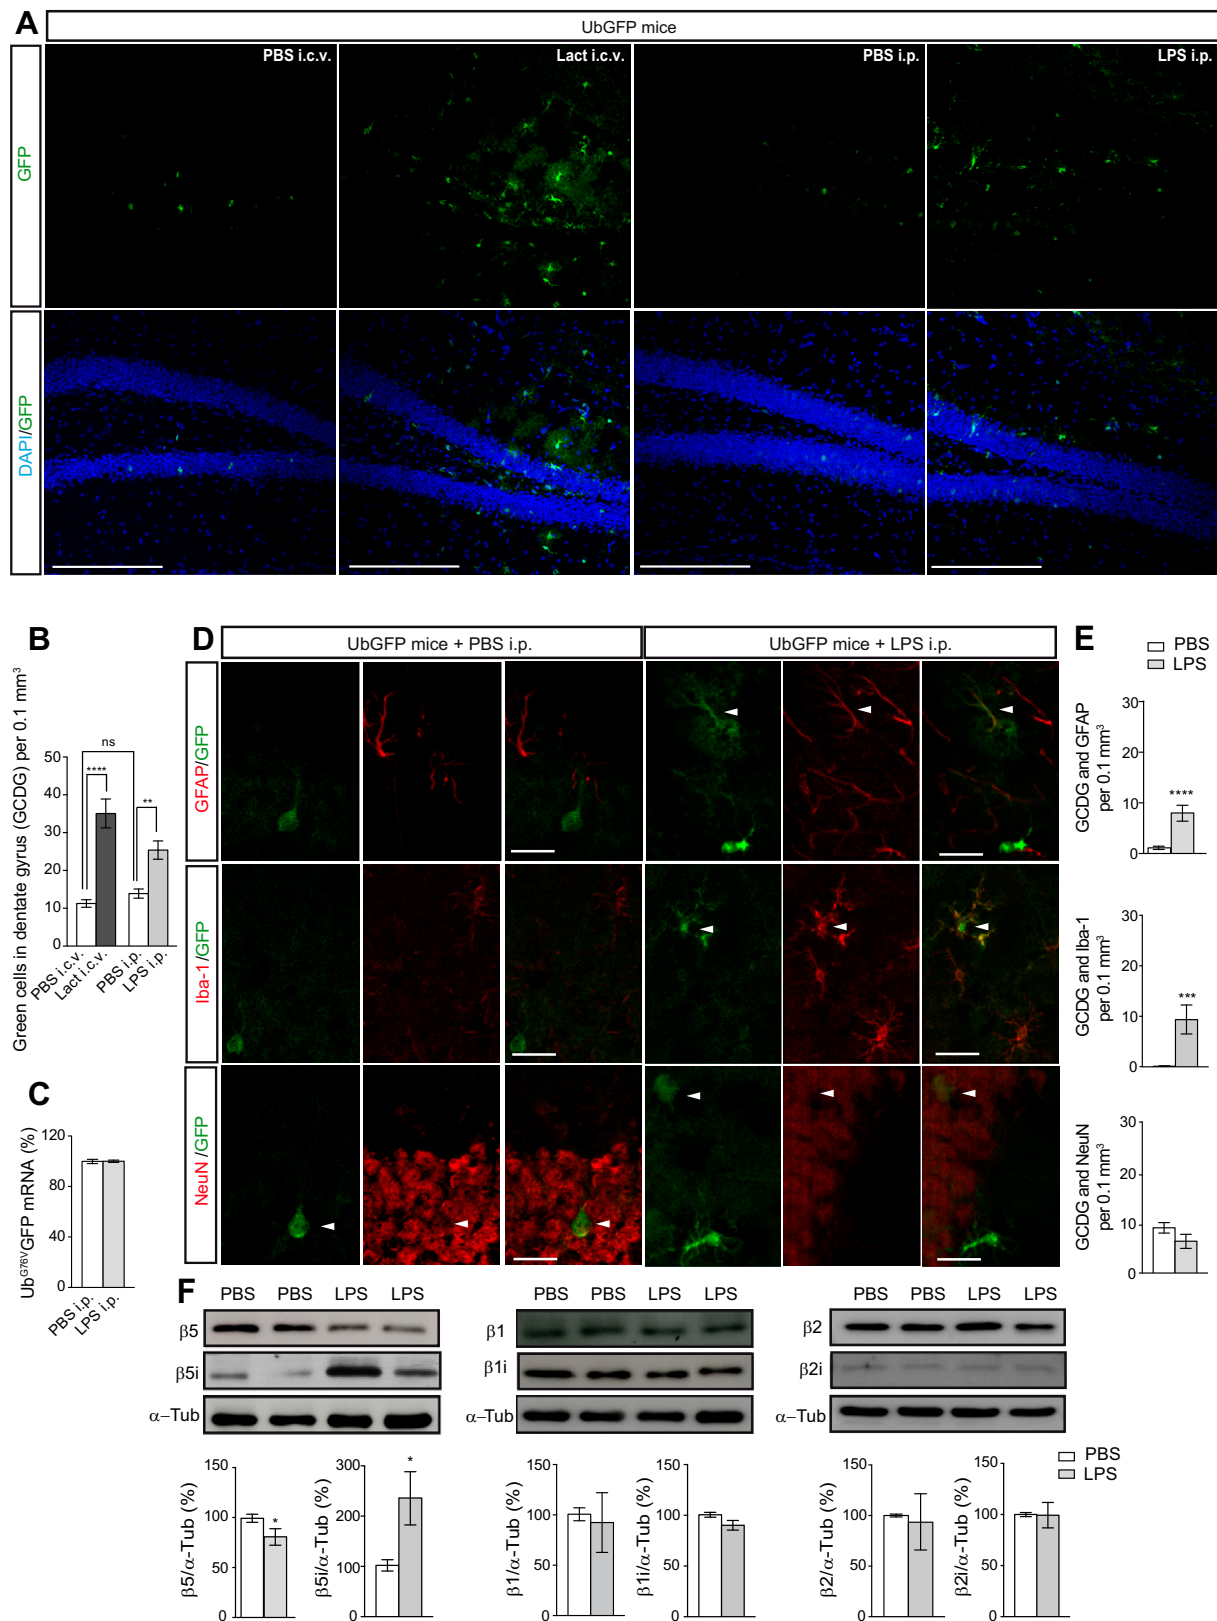 A
UbGFP mice
PBS i.c.v.
Lact i.c.v.
PBS i.p.
LPS i.p.
GFP
DAPI/GFP
B
Green cells in dentate gyrus (GCDG) per 0.1 mm³
50
40
30
20
10
0
ns
****
**
PBS i.c.v.
Lact i.c.v.
PBS i.p.
LPS i.p.
C
Ub^G76V GFP mRNA (%)
120
80
40
0
PBS i.p.
LPS i.p.
D
UbGFP mice + PBS i.p.
UbGFP mice + LPS i.p.
GFAP/GFP
Iba-1/GFP
NeuN/GFP
E
PBS
LPS
GCDG and GFAP
per 0.1 mm³
30
20
10
0
****
GCDG and Iba-1
per 0.1 mm³
30
20
10
0
***
GCDG and NeuN
per 0.1 mm³
30
20
10
0
F
PBS PBS LPS LPS
β5
β5i
α–Tub
PBS PBS LPS LPS
β1
β1i
α–Tub
PBS PBS LPS LPS
β2
β2i
α–Tub
β5/α-Tub (%)
150
100
50
0
*
β5i/α-Tub (%)
300
200
100
0
*
β1/α-Tub (%)
150
100
50
0
β1i/α-Tub (%)
150
100
50
0
β2/α-Tub (%)
150
100
50
0
β2i/α-Tub (%)
150
100
50
0
PBS
LPS